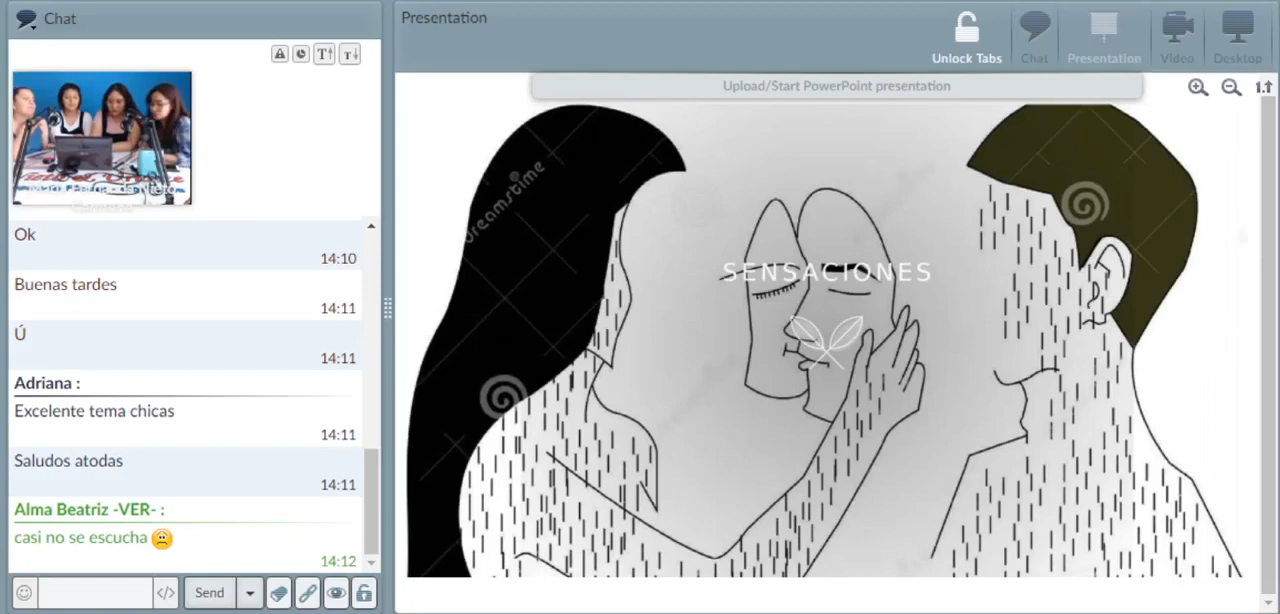 Chat
Presentation
Unlock Tabs
Chat
Presentation
Video
Desktop
Upload/Start PowerPoint presentation
1.1
T
T
Ok
14:10
Buenas tardes
14:11
Ú
14:11
Adriana :
Excelente tema chicas
14:11
Saludos atodas
14:11
Alma Beatriz -VER- :
casi no se escucha
14:12
Send
dreamstime
SENSACIONES